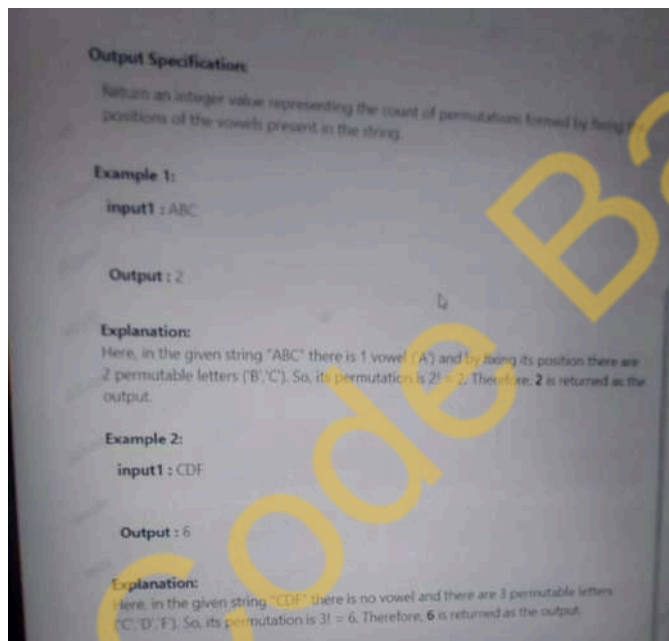 Output Specification:
Return an integer value representing the count of permutations formed by fixing the
positions of the vowels present in the string.
Example 1:
input1 : ABC
Output : 2
Explanation:
Here, in the given string "ABC" there is 1 vowel ('A') and by fixing its position there are
2 permutable letters ('B','C'). So, its permutation is 2! = 2. Therefore, 2 is returned as the
output.
Example 2:
input1 : CDF
Output : 6
Explanation:
Here, in the given string "CDF" there is no vowel and there are 3 permutable letters
('C','D','F'). So, its permutation is 3! = 6. Therefore, 6 is returned as the output.
Code Ba